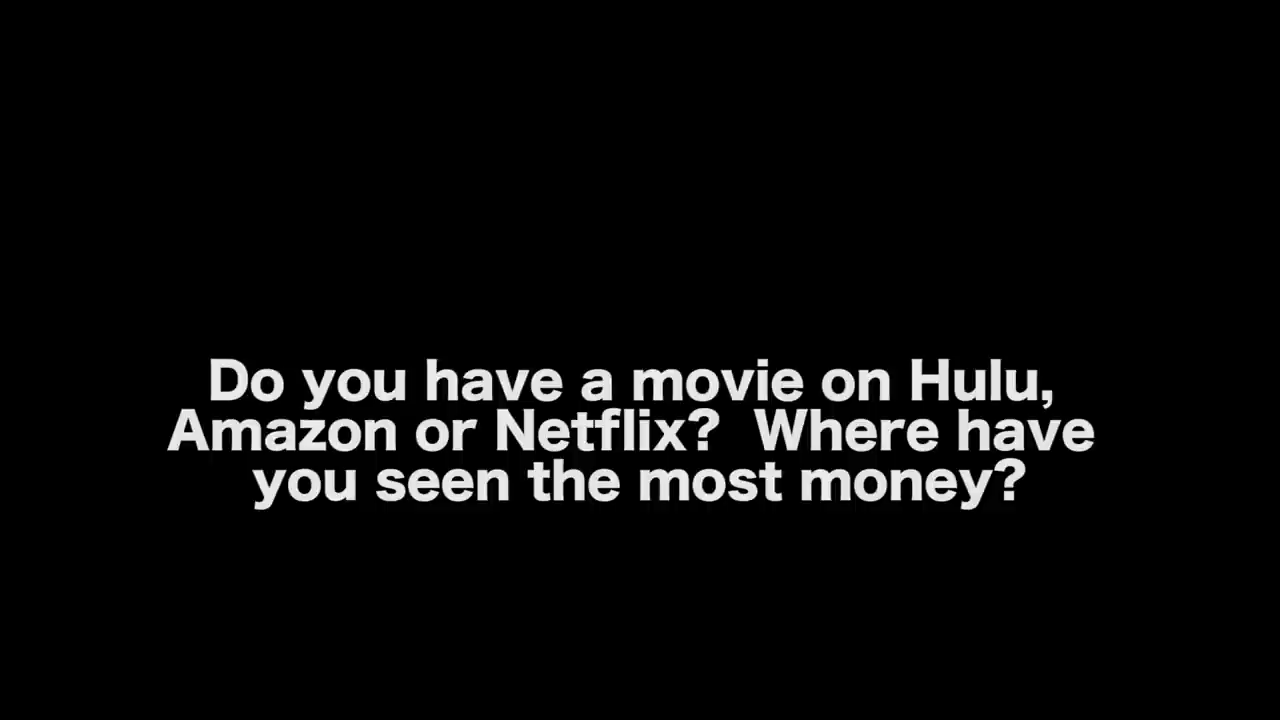 Do you have a movie on Hulu,
Amazon or Netflix?  Where have
you seen the most money?